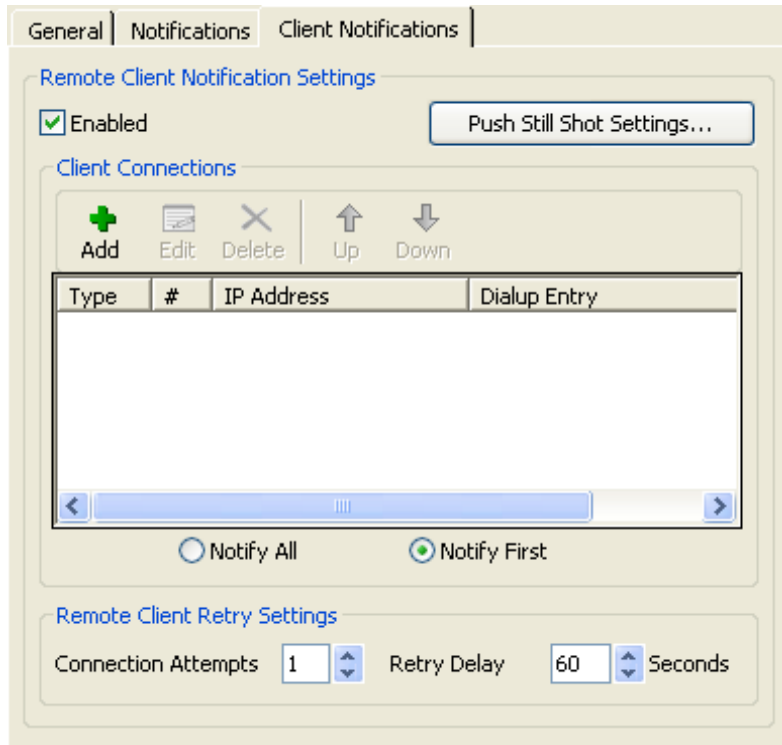 General Notifications Client Notifications
Remote Client Notification Settings
Enabled Push Still Shot Settings...
Client Connections
Add Edit Delete Up Down
Type # IP Address Dialup Entry
Notify All Notify First
Remote Client Retry Settings
Connection Attempts 1 Retry Delay 60 Seconds